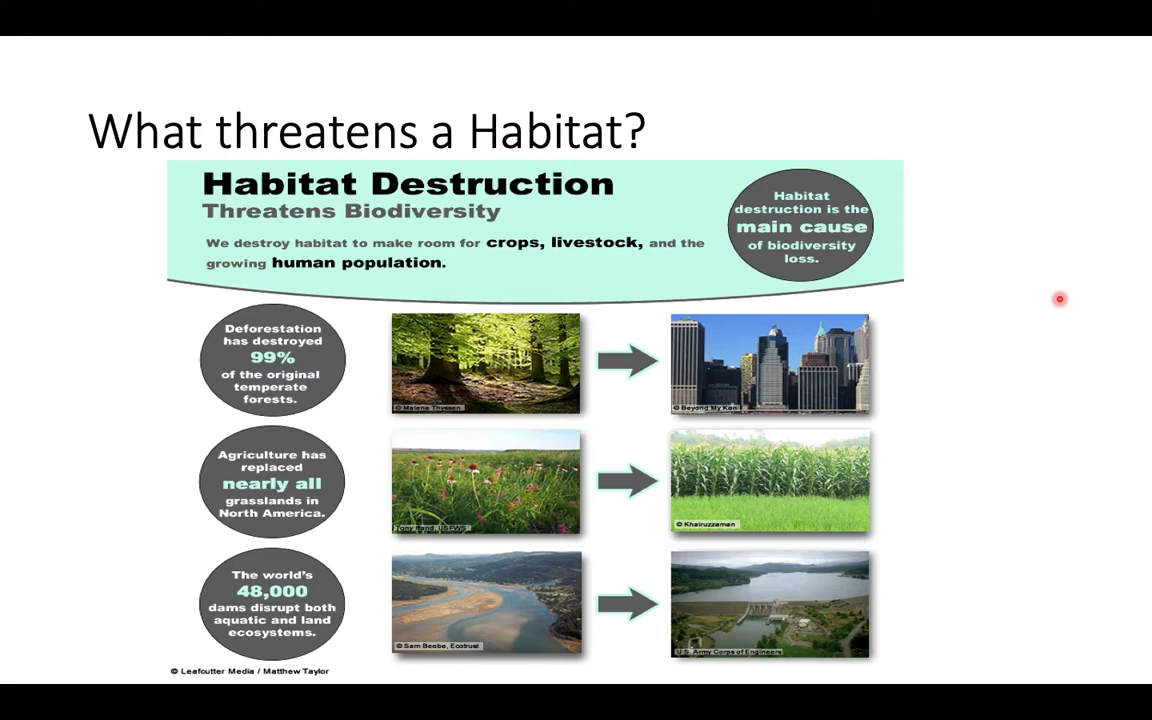 What threatens a Habitat?
Habitat Destruction
Threatens Biodiversity
We destroy habitat to make room for crops, livestock, and the
growing human population.
Habitat
destruction is the
main cause
of biodiversity
loss.
Deforestation
has destroyed
99%
of the original
temperate
forests.
© Malene Thyssen
© Beyond My Ken
Agriculture has
replaced
nearly all
grasslands in
North America.
USFWS
© Khairuzzaman
The world's
48,000
dams disrupt both
aquatic and land
ecosystems.
© Sam Beebe, Ecotrust
U.S. Army Corps of Engineers
© Leafcutter Media / Matthew Taylor